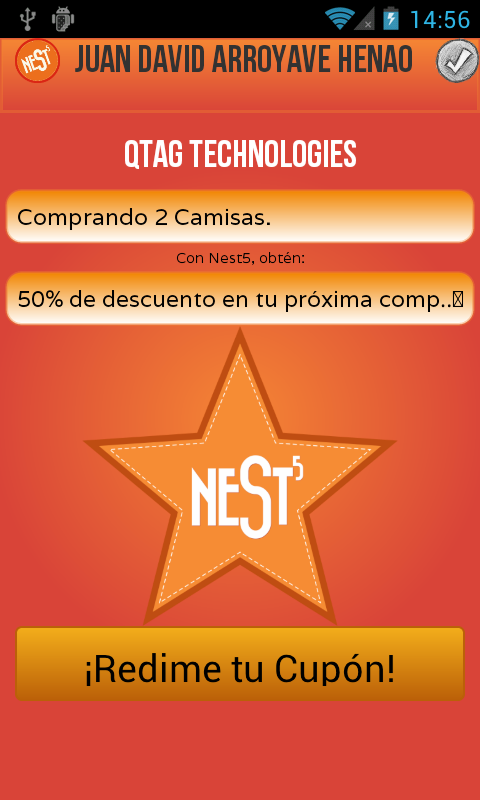 14:56
NEST5
JUAN DAVID ARROYAVE HENAO
QTAG TECHNOLOGIES
Comprando 2 Camisas.
Con Nest5, obtén:
50% de descuento en tu próxima comp..
NEST5
¡Redime tu Cupón!